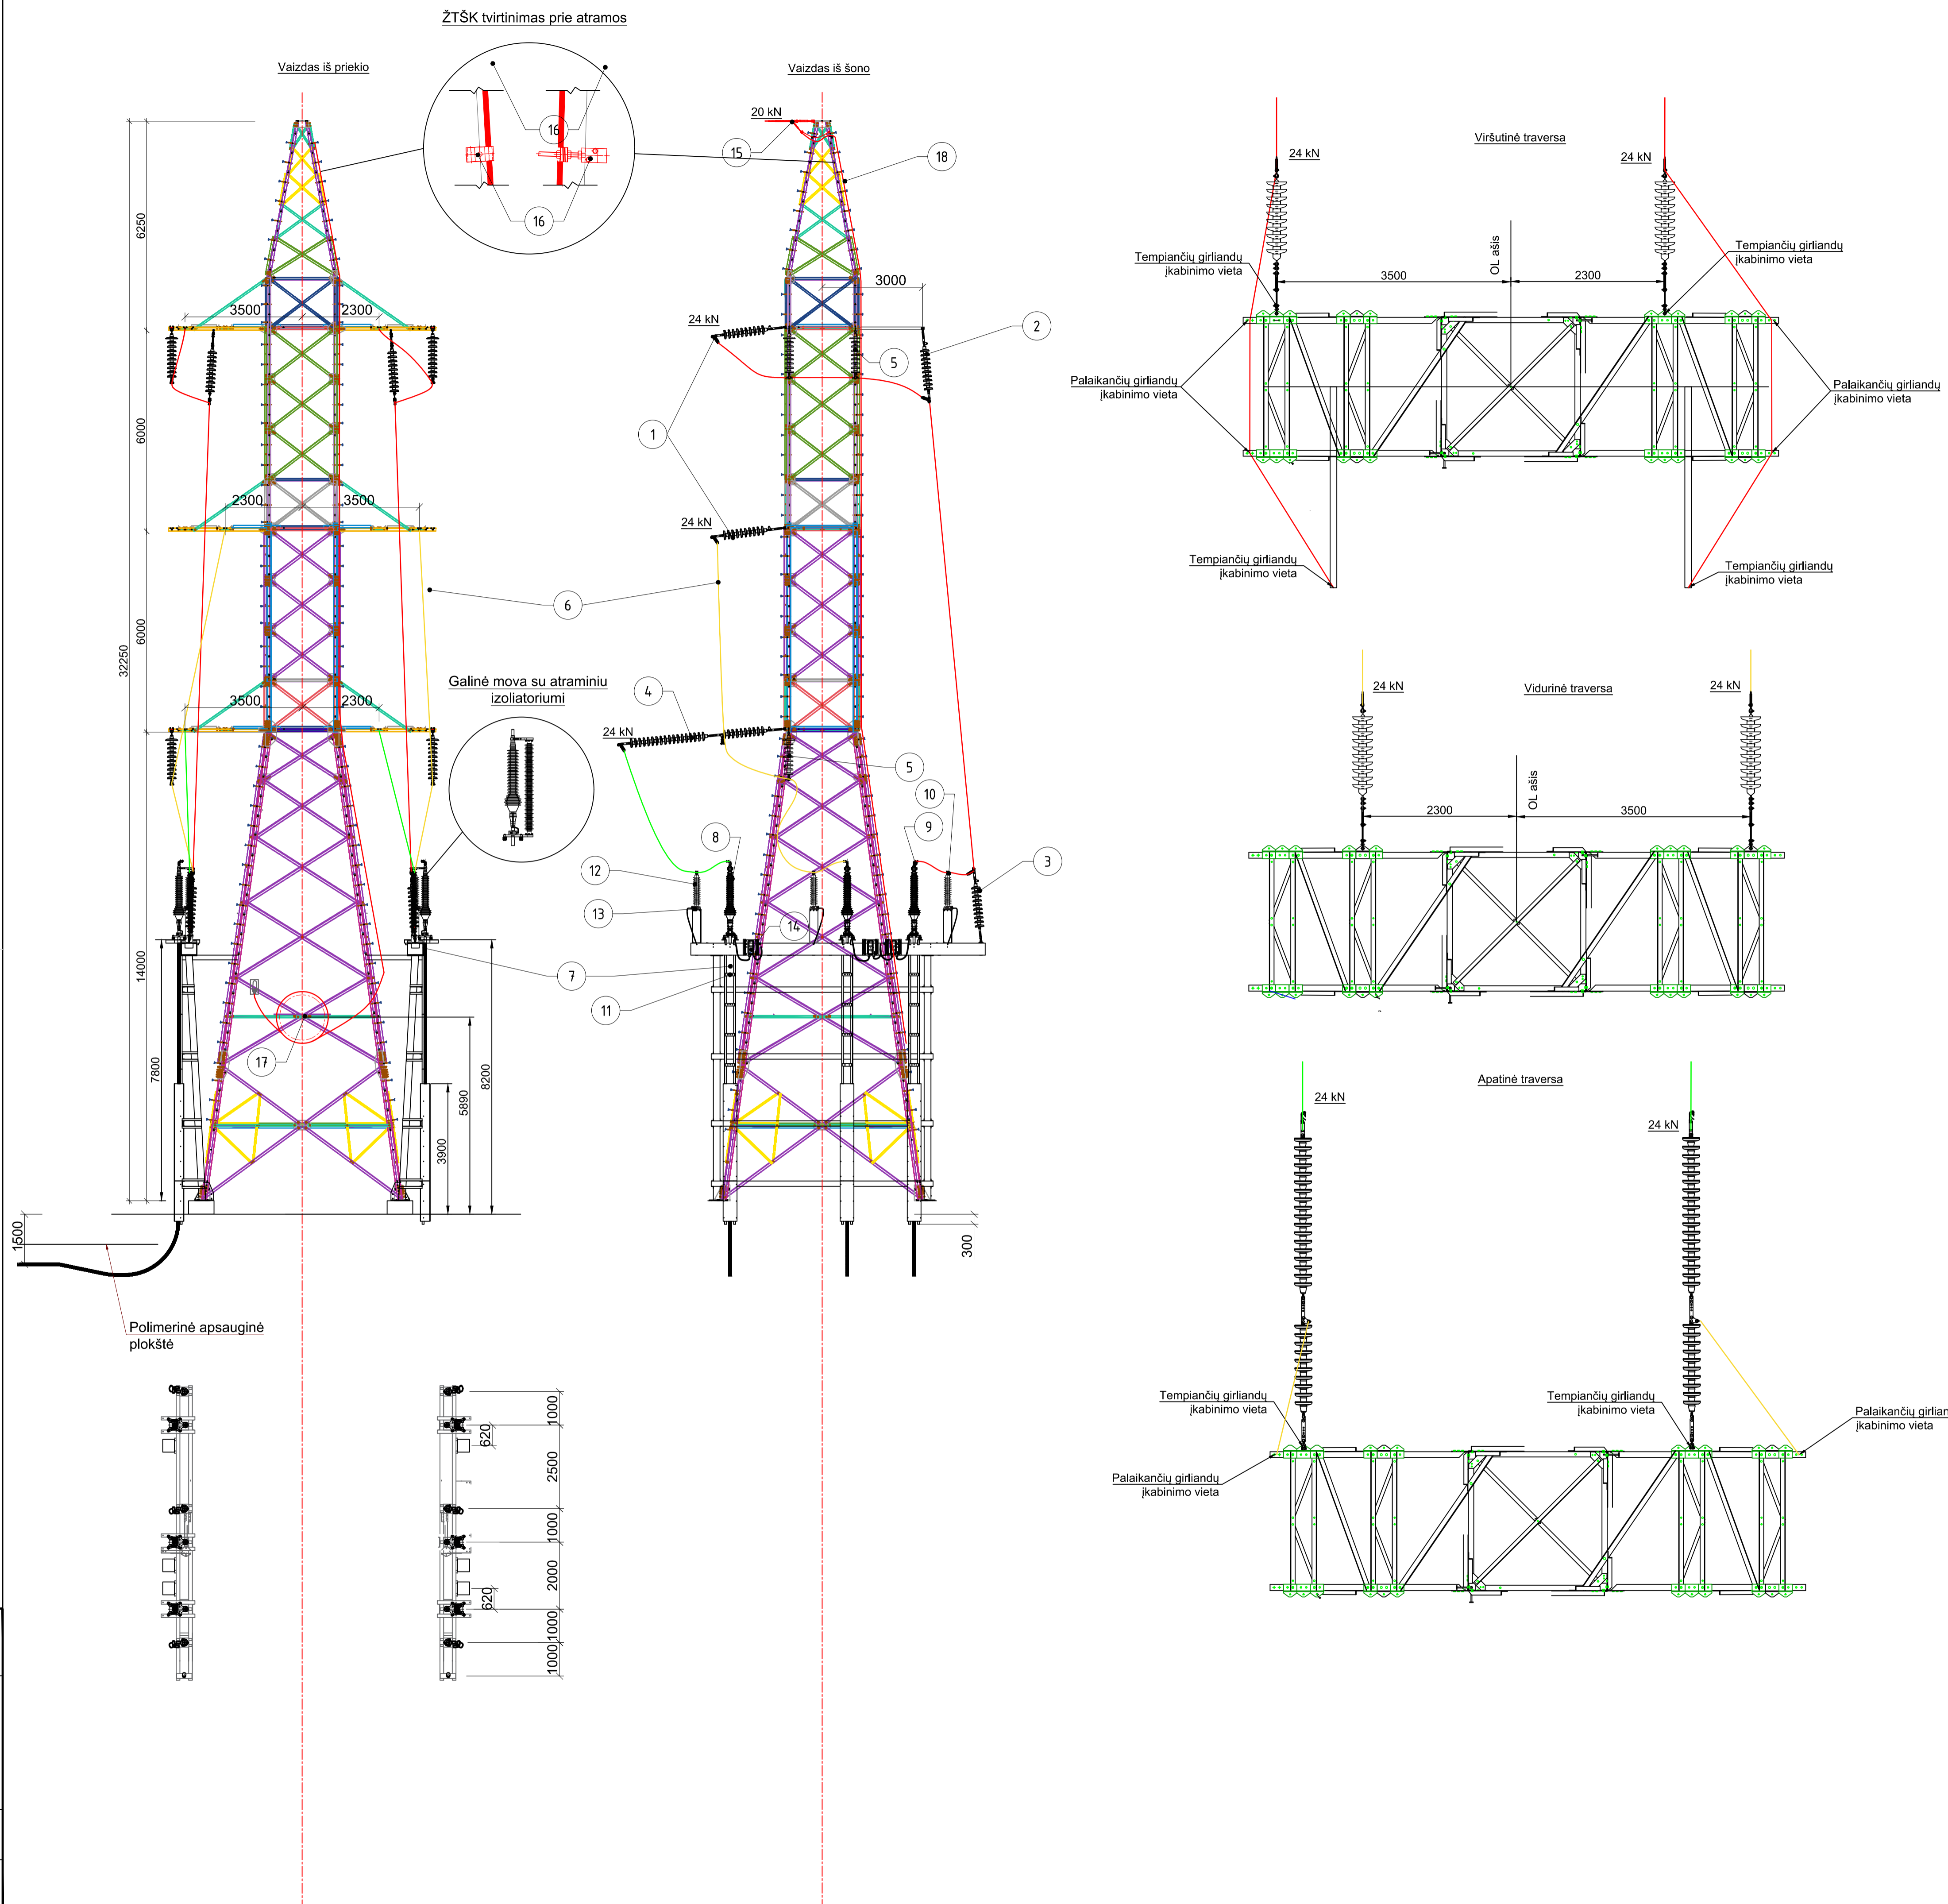 ŽTŠK tvirtinimas prie atramos
Vaizdas iš priekio
Vaizdas iš šono
16
16
20 kN
15
18
6250
3500
2300
3000
24 kN
2
5
1
6000
2300
3500
24 kN
6
6000
32250
Galinė mova su atraminiu
izoliatoriumi
3500
2300
4
24 kN
5
10
8
9
3
12
13
14
14000
7
11
17
7800
5890
8200
3900
1500
300
Polimerinė apsauginė
plokštė
1000
620
2500
1000
2000
620
1000
1000
Viršutinė traversa
24 kN
24 kN
OL ašis
Tempiančių girliandų
įkabinimo vieta
Tempiančių girliandų
įkabinimo vieta
3500
2300
Palaikančių girliandų
įkabinimo vieta
Palaikančių girliandų
įkabinimo vieta
Tempiančių girliandų
įkabinimo vieta
Tempiančių girliandų
įkabinimo vieta
24 kN
Vidurinė traversa
24 kN
OL ašis
2300
3500
Apatinė traversa
24 kN
24 kN
Tempiančių girliandų
įkabinimo vieta
Tempiančių girliandų
įkabinimo vieta
Palaikančių girlian
įkabinimo vieta
Palaikančių girliandų
įkabinimo vieta